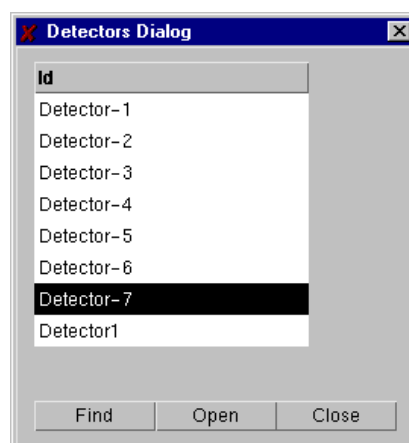 Detectors Dialog
Id
Detector-1
Detector-2
Detector-3
Detector-4
Detector-5
Detector-6
Detector-7
Detector1
Find Open Close